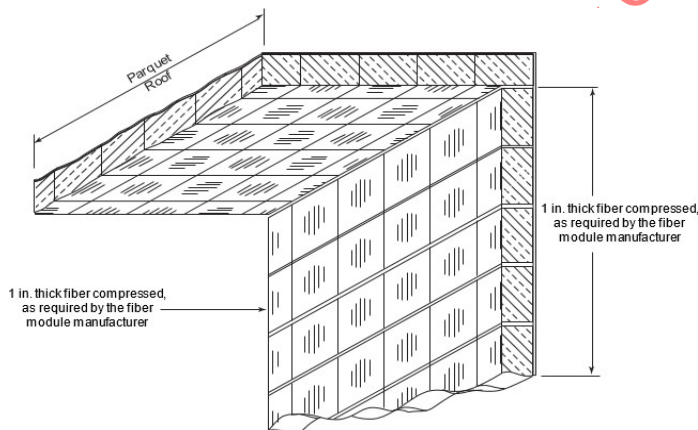 Parquet
Roof
1 in. thick fiber compressed,
as required by the fiber
module manufacturer
1 in. thick fiber compressed,
as required by the fiber
module manufacturer